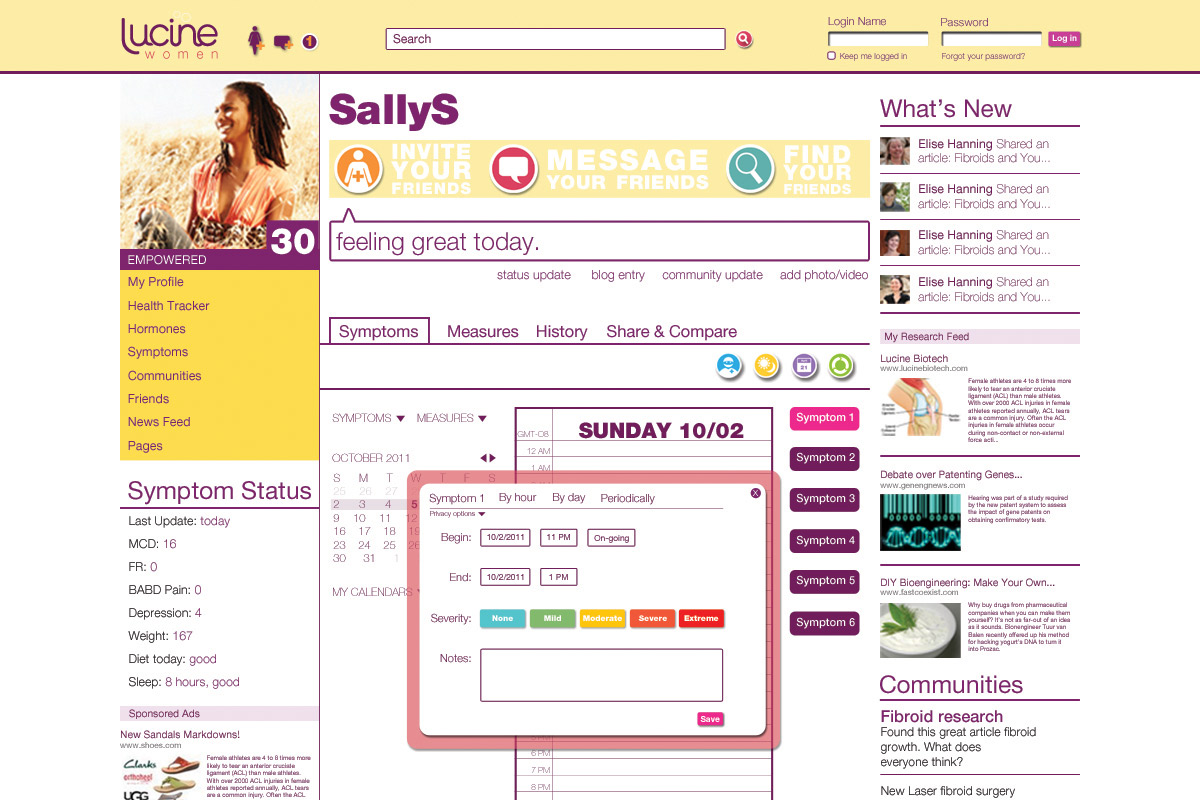 lucine
women
1
Search
Login Name
Password
Log in
Keep me logged in
Forgot your password?
30
EMPOWERED
My Profile
Health Tracker
Hormones
Symptoms
Communities
Friends
News Feed
Pages
Symptom Status
Last Update: today
MCD: 16
FR: 0
BABD Pain: 0
Depression: 4
Weight: 167
Diet today: good
Sleep: 8 hours, good
Sponsored Ads
New Sandals Markdowns!
www.shoes.com
Clarks
orthaheel
UGG
Female athletes are 4 to 8 times more
likely to tear an anterior cruciate
ligament (ACL) than male athletes.
With over 2000 ACL injuries in female
athletes reported annually, ACL tears
are a common injury. Often the ACL
SallyS
INVITE
YOUR
FRIENDS
MESSAGE
YOUR FRIENDS
FIND
YOUR
FRIENDS
feeling great today.
status update
blog entry
community update
add photo/video
Symptoms
Measures
History
Share & Compare
21
SYMPTOMS
MEASURES
OCTOBER 2011
S M T W T F S
25 26 27
2 3 4 5
9 10 11 12
16 17 18 19
23 24 25 26
30 31 1
MY CALENDARS
GMT-08
SUNDAY 10/02
12 AM
1 AM
6 PM
7 PM
8 PM
Symptom 1
By hour
By day
Periodically
X
Privacy options
Begin:
10/2/2011
11 PM
On-going
End:
10/2/2011
1 PM
Severity:
None
Mild
Moderate
Severe
Extreme
Notes:
Save
Symptom 1
Symptom 2
Symptom 3
Symptom 4
Symptom 5
Symptom 6
What's New
Elise Hanning Shared an
article: Fibroids and You...
Elise Hanning Shared an
article: Fibroids and You...
Elise Hanning Shared an
article: Fibroids and You...
Elise Hanning Shared an
article: Fibroids and You...
My Research Feed
Lucine Biotech
www.lucinebiotech.com
Female athletes are 4 to 8 times more
likely to tear an anterior cruciate
ligament (ACL) than male athletes.
With over 2000 ACL injuries in female
athletes reported annually, ACL tears
are a common injury. Often the ACL
injuries in female athletes occur
during non-contact or non-external
force acti...
Debate over Patenting Genes...
www.genengnews.com
Hearing was part of a study required
by the new patent system to assess
the impact of gene patents on
obtaining confirmatory tests.
DIY Bioengineering: Make Your Own...
www.fastcoexist.com
Why buy drugs from pharmaceutical
companies when you can make them
yourself? It's not as far-out of an idea
as it sounds. Bioengineer Tuur van
Balen recently offered up his method
for hacking yogurt's DNA to turn it
into Prozac.
Communities
Fibroid research
Found this great article fibroid
growth. What does
everyone think?
New Laser fibroid surgery